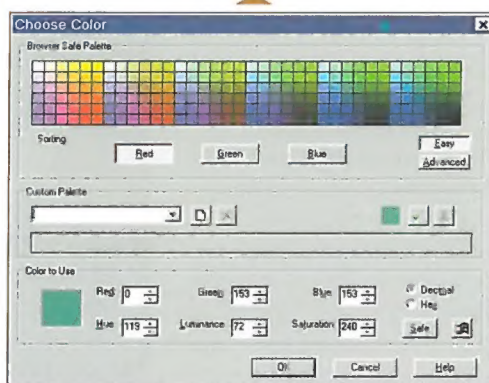 Choose Color
Browser Safe Palette
Sorting
Red Green Blue
Easy
Advanced
Custom Palette
Color to Use
Red 0 Green 153 Blue 153 Decimal
Hex
Hue 119 Luminance 72 Saturation 240 Safe
OK Cancel Help